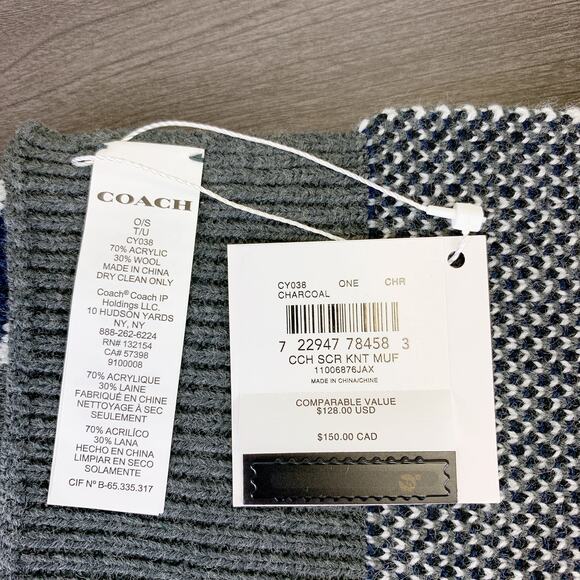 COACH
O/S
T/U
CY038
70% ACRYLIC
30% WOOL
MADE IN CHINA
DRY CLEAN ONLY
Coach® Coach IP
Holdings LLC.
10 HUDSON YARDS
NY, NY
888-262-6224
RN# 132154
CA# 57398
9100008
70% ACRYLIQUE
30% LAINE
FABRIQUÉ EN CHINE
NETTOYAGE À SEC
SEULEMENT
70% ACRÍLICO
30% LANA
HECHO EN CHINA
LIMPIAR EN SECO
SOLAMENTE
CIF Nº B-65.335.317
CY038 ONE CHR
CHARCOAL
7 22947 78458 3
CCH SCR KNT MUF
11006876JAX
MADE IN CHINA/CHINE
COMPARABLE VALUE
$128.00 USD
$150.00 CAD